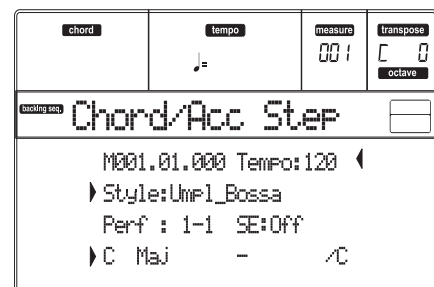 chord tempo measure transpose
♩= 001 C 0
octave
backing seq. Chord/Acc Step
M001.01.000 Tempo:120
Style:Umpl_Bossa
Perf : 1-1 SE:Off
C Maj - /C